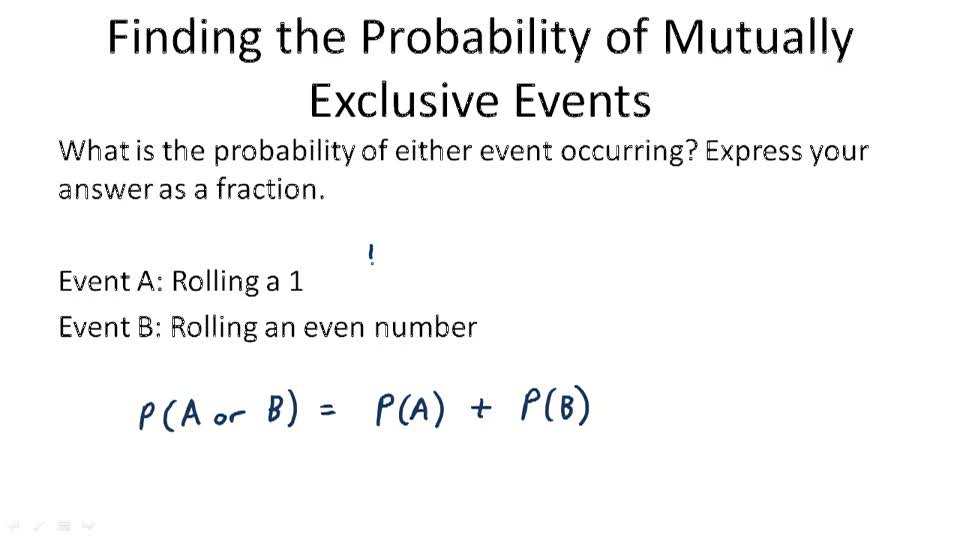 Finding the Probability of Mutually
Exclusive Events
What is the probability of either event occurring? Express your
answer as a fraction.
Event A: Rolling a 1
Event B: Rolling an even number
P(A or B) = P(A) + P(B)